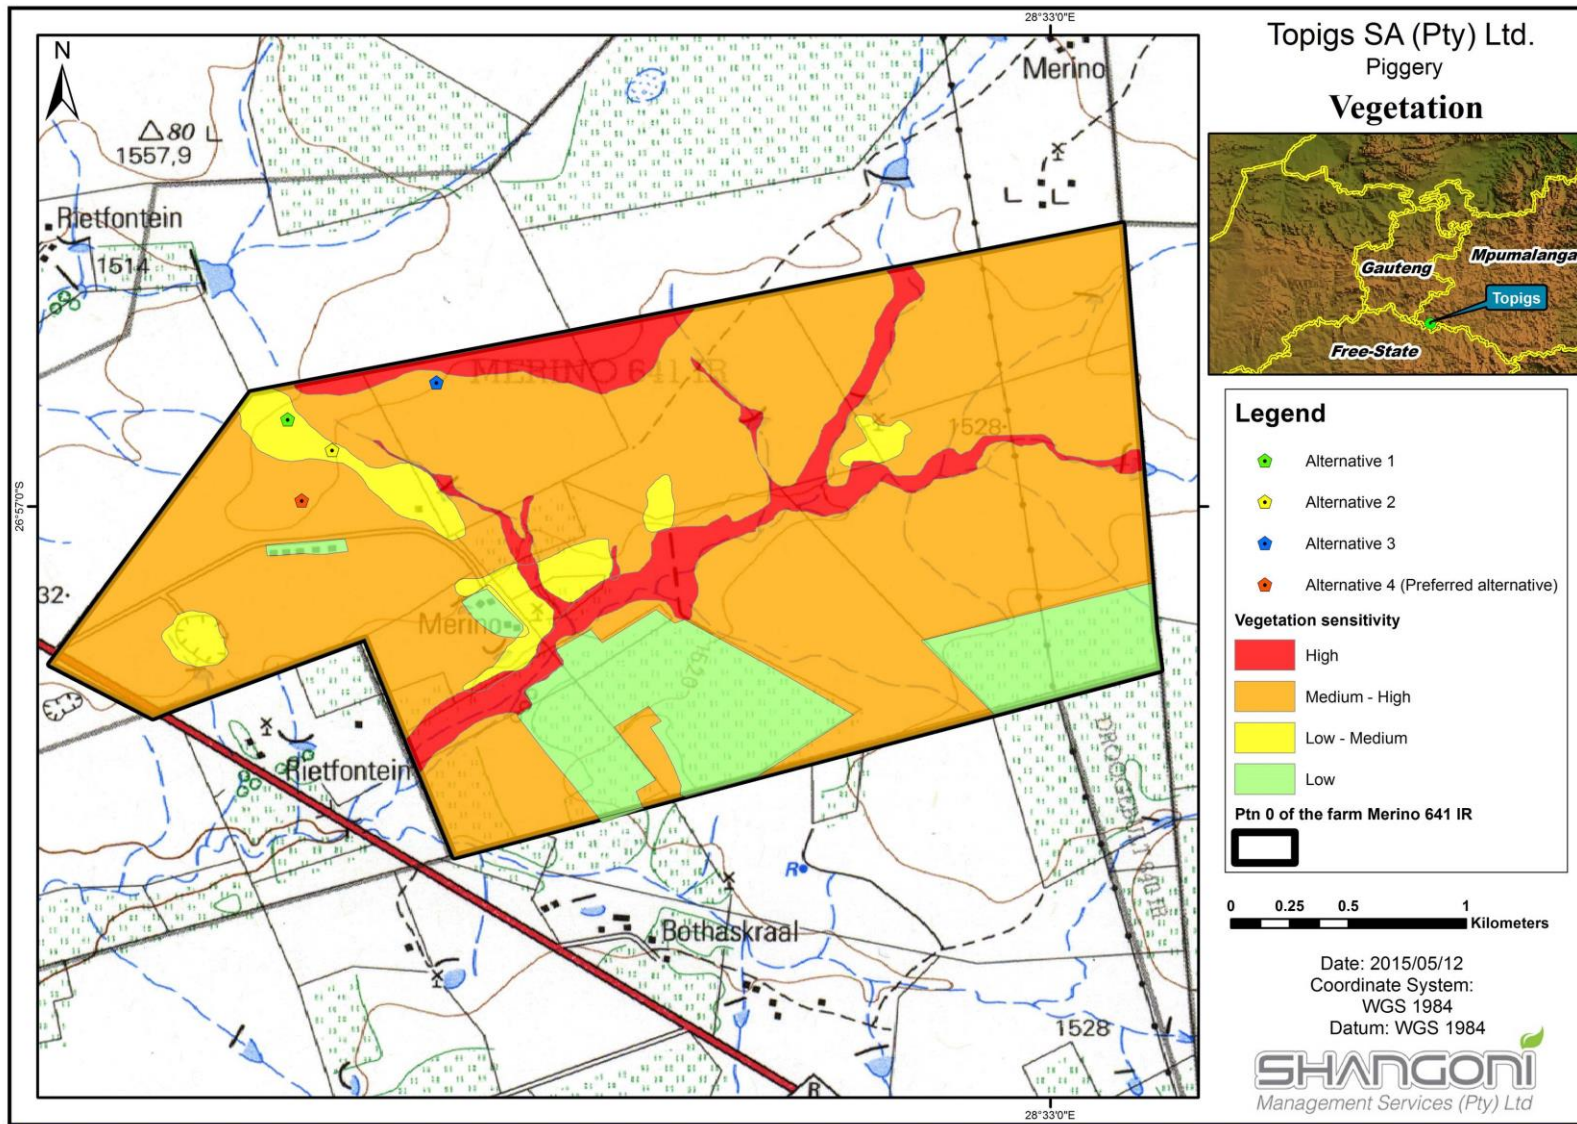 28°33'0"E
N
Merino
80
1557,9
Rietfontein
1514
MERINO 641 IR
1528
26°57'0"S
32
Merino
1520
Rietfontein
DROOGEBULT
IR
R
Bothaskraal
1528
R
28°33'0"E
Topigs SA (Pty) Ltd.
Piggery
Vegetation
Gauteng
Mpumalanga
Topigs
Free-State
Legend
Alternative 1
Alternative 2
Alternative 3
Alternative 4 (Preferred alternative)
Vegetation sensitivity
High
Medium - High
Low - Medium
Low
Ptn 0 of the farm Merino 641 IR
0 0.25 0.5 1
Kilometers
Date: 2015/05/12
Coordinate System:
WGS 1984
Datum: WGS 1984
SHANGONI
Management Services (Pty) Ltd